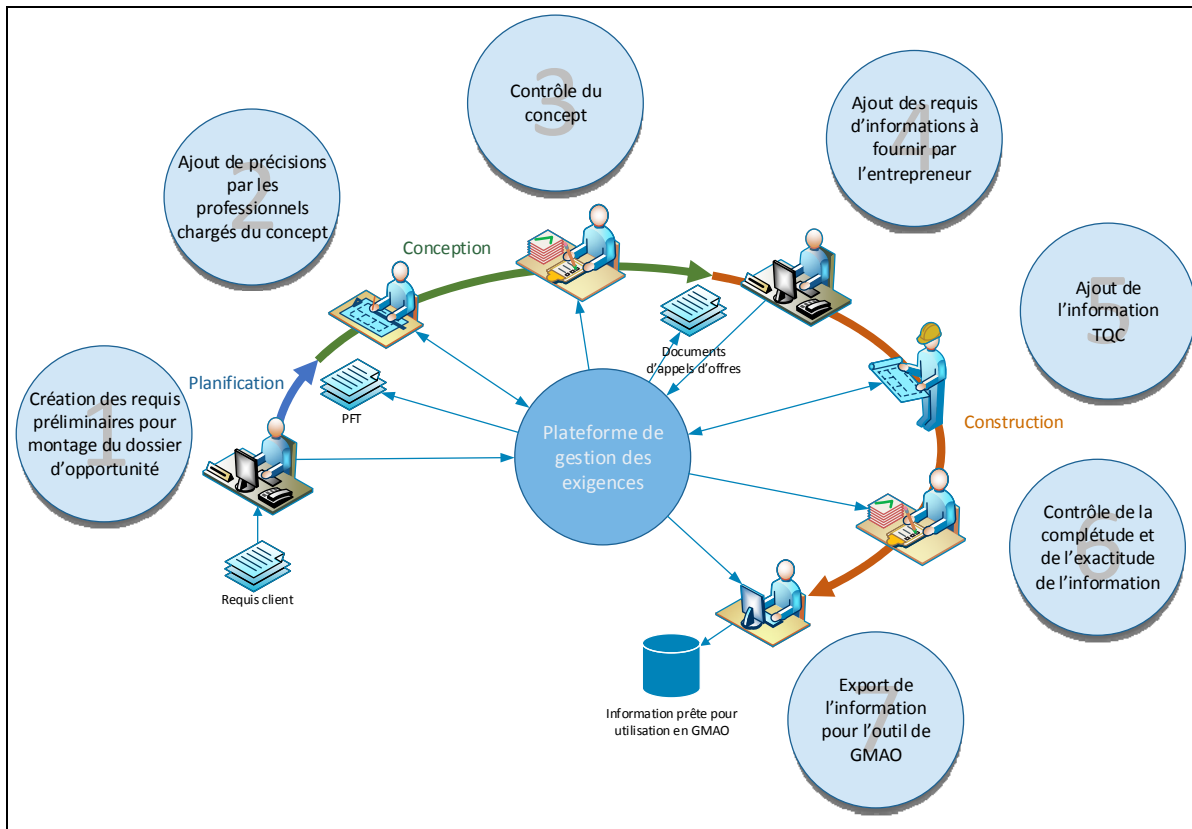 1
Création des requis
préliminaires pour
montage du dossier
d’opportunité
2
Ajout de précisions
par les
professionnels
chargés du concept
3
Contrôle du
concept
4
Ajout des requis
d’informations à
fournir par
l’entrepreneur
5
Ajout de
l’information
TQC
6
Contrôle de la
complétude et
de l’exactitude
de l’information
7
Export de
l’information
pour l’outil de
GMAO
Planification
Conception
Construction
PFT
Documents
d’appels d’offres
Plateforme de
gestion des
exigences
Requis client
Information prête pour
utilisation en GMAO